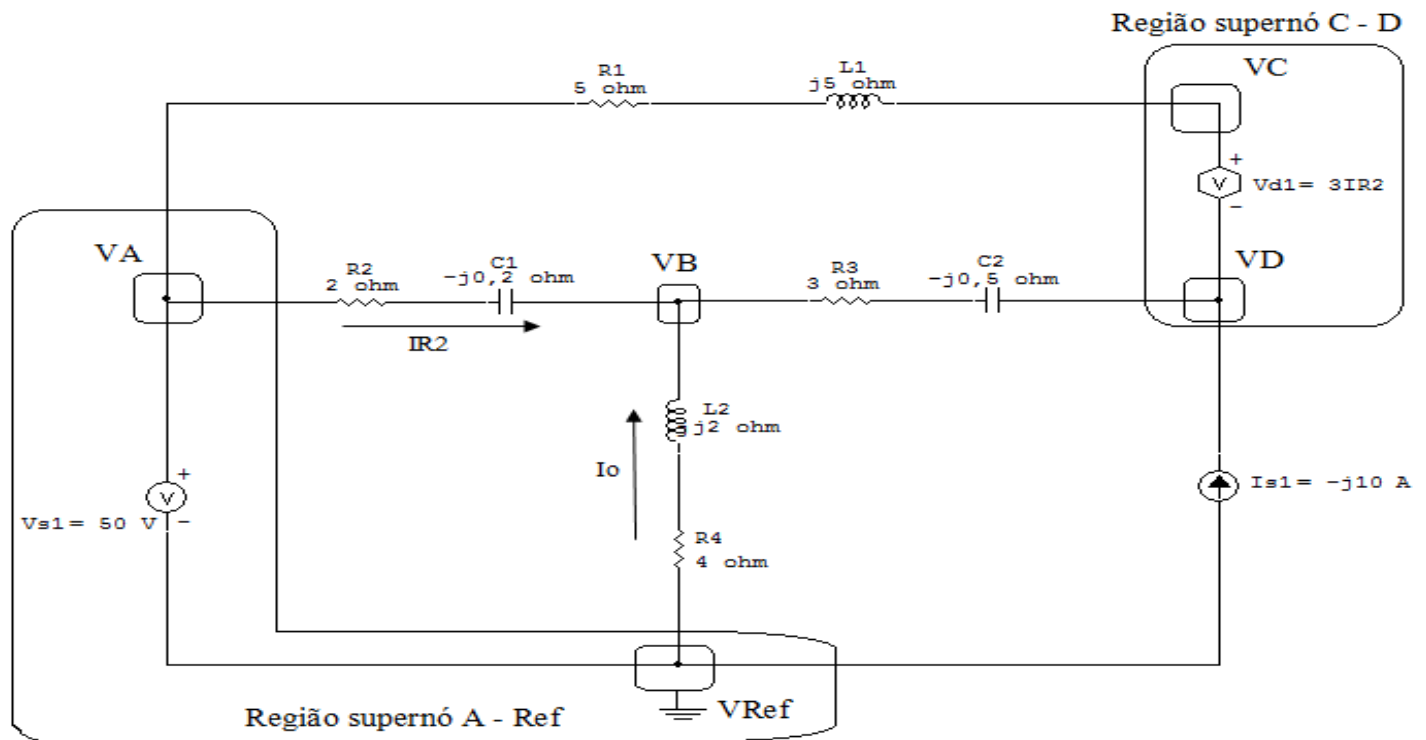 Região supernó C - D
VC
R1
5 ohm
L1
j5 ohm
+
V
Vd1= 3IR2
-
VA
R2
2 ohm
C1
-j0,2 ohm
VB
R3
3 ohm
C2
-j0,5 ohm
VD
IR2
L2
j2 ohm
Io
+
V
Vs1= 50 V -
Is1= -j10 A
R4
4 ohm
VRef
Região supernó A - Ref